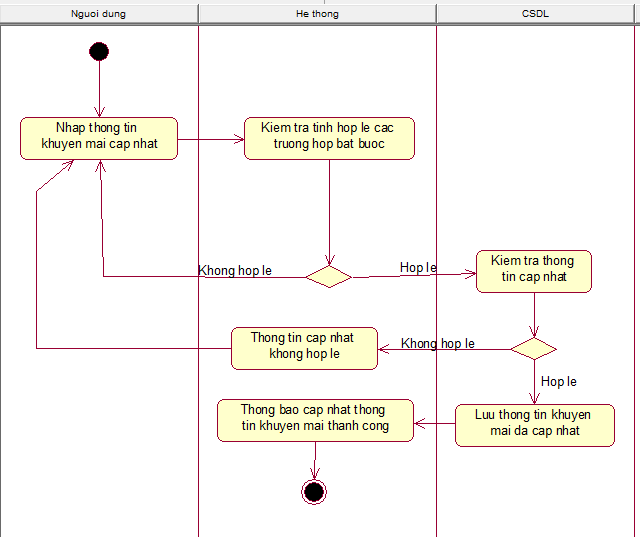 Nguoi dung
He thong
CSDL
Nhap thong tin
khuyen mai cap nhat
Kiem tra tinh hop le cac
truong hop bat buoc
Khong hop le
Hop le
Kiem tra thong
tin cap nhat
Thong tin cap nhat
khong hop le
Khong hop le
Hop le
Thong bao cap nhat thong
tin khuyen mai thanh cong
Luu thong tin khuyen
mai da cap nhat